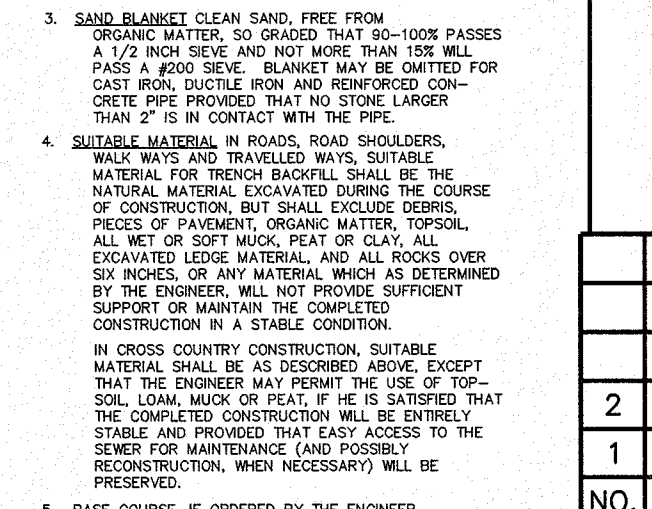 3. SAND BLANKET CLEAN SAND, FREE FROM
ORGANIC MATTER, SO GRADED THAT 90-100% PASSES
A 1/2 INCH SIEVE AND NOT MORE THAN 15% WILL
PASS A #200 SIEVE. BLANKET MAY BE OMITTED FOR
CAST IRON, DUCTILE IRON AND REINFORCED CON-
CRETE PIPE PROVIDED THAT NO STONE LARGER
THAN 2" IS IN CONTACT WITH THE PIPE.
4. SUITABLE MATERIAL IN ROADS, ROAD SHOULDERS,
WALK WAYS AND TRAVELLED WAYS, SUITABLE
MATERIAL FOR TRENCH BACKFILL SHALL BE THE
NATURAL MATERIAL EXCAVATED DURING THE COURSE
OF CONSTRUCTION, BUT SHALL EXCLUDE DEBRIS,
PIECES OF PAVEMENT, ORGANIC MATTER, TOPSOIL,
ALL WET OR SOFT MUCK, PEAT OR CLAY, ALL
EXCAVATED LEDGE MATERIAL, AND ALL ROCKS OVER
SIX INCHES, OR ANY MATERIAL WHICH AS DETERMINED
BY THE ENGINEER, WILL NOT PROVIDE SUFFICIENT
SUPPORT OR MAINTAIN THE COMPLETED
CONSTRUCTION IN A STABLE CONDITION.
IN CROSS COUNTRY CONSTRUCTION, SUITABLE
MATERIAL SHALL BE AS DESCRIBED ABOVE, EXCEPT
THAT THE ENGINEER MAY PERMIT THE USE OF TOP-
SOIL, LOAM, MUCK OR PEAT, IF HE IS SATISFIED THAT
THE COMPLETED CONSTRUCTION WILL BE ENTIRELY
STABLE AND PROVIDED THAT EASY ACCESS TO THE
SEWER FOR MAINTENANCE (AND POSSIBLY
RECONSTRUCTION, WHEN NECESSARY) WILL BE
PRESERVED.
5. BASE COURSE, IF ORDERED BY THE ENGINEER
2
1
NO.